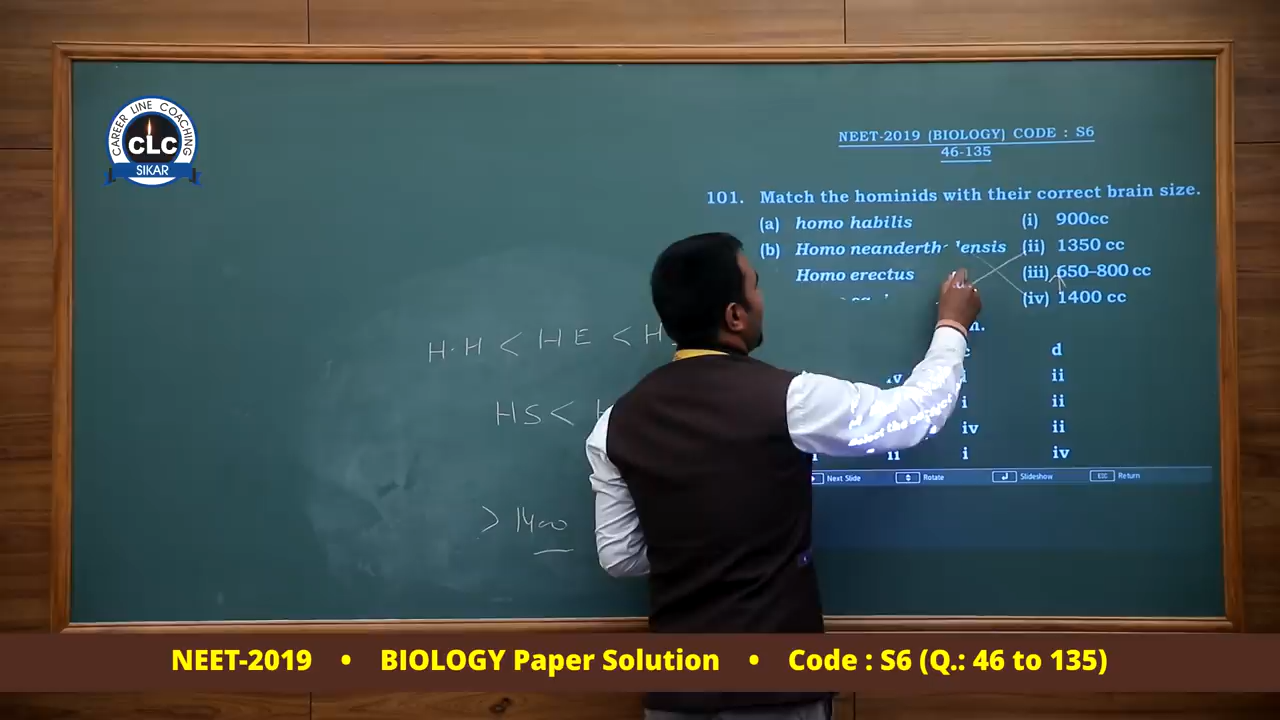 CAREER LINE COACHING
CLC
SIKAR
NEET-2019 (BIOLOGY) CODE : S6
46-135
101. Match the hominids with their correct brain size.
(a) homo habilis (i) 900cc
(b) Homo neanderth lensis (ii) 1350 cc
Homo erectus (iii) 650–800 cc
(iv) 1400 cc
d
iv i ii
i ii
iv ii
ii i iv
H.H < HE < H
HS <
> 1400
Next Slide Rotate Slideshow ESC Return
NEET-2019 • BIOLOGY Paper Solution • Code : S6 (Q.: 46 to 135)